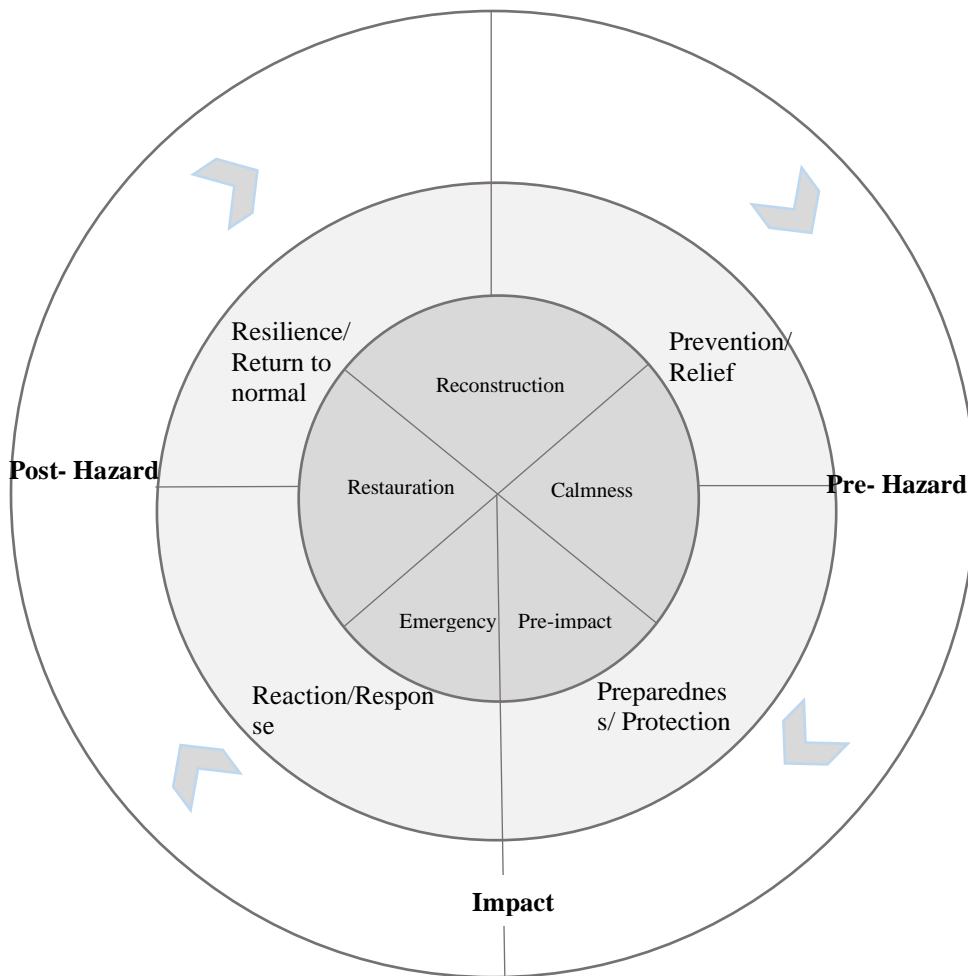 Resilience/
Return to
normal
Prevention/
Relief
Reconstruction
Post- Hazard
Restauration
Calmness
Pre- Hazard
Emergency
Pre-impact
Reaction/Respon
se
Preparednes
s/ Protection
Impact